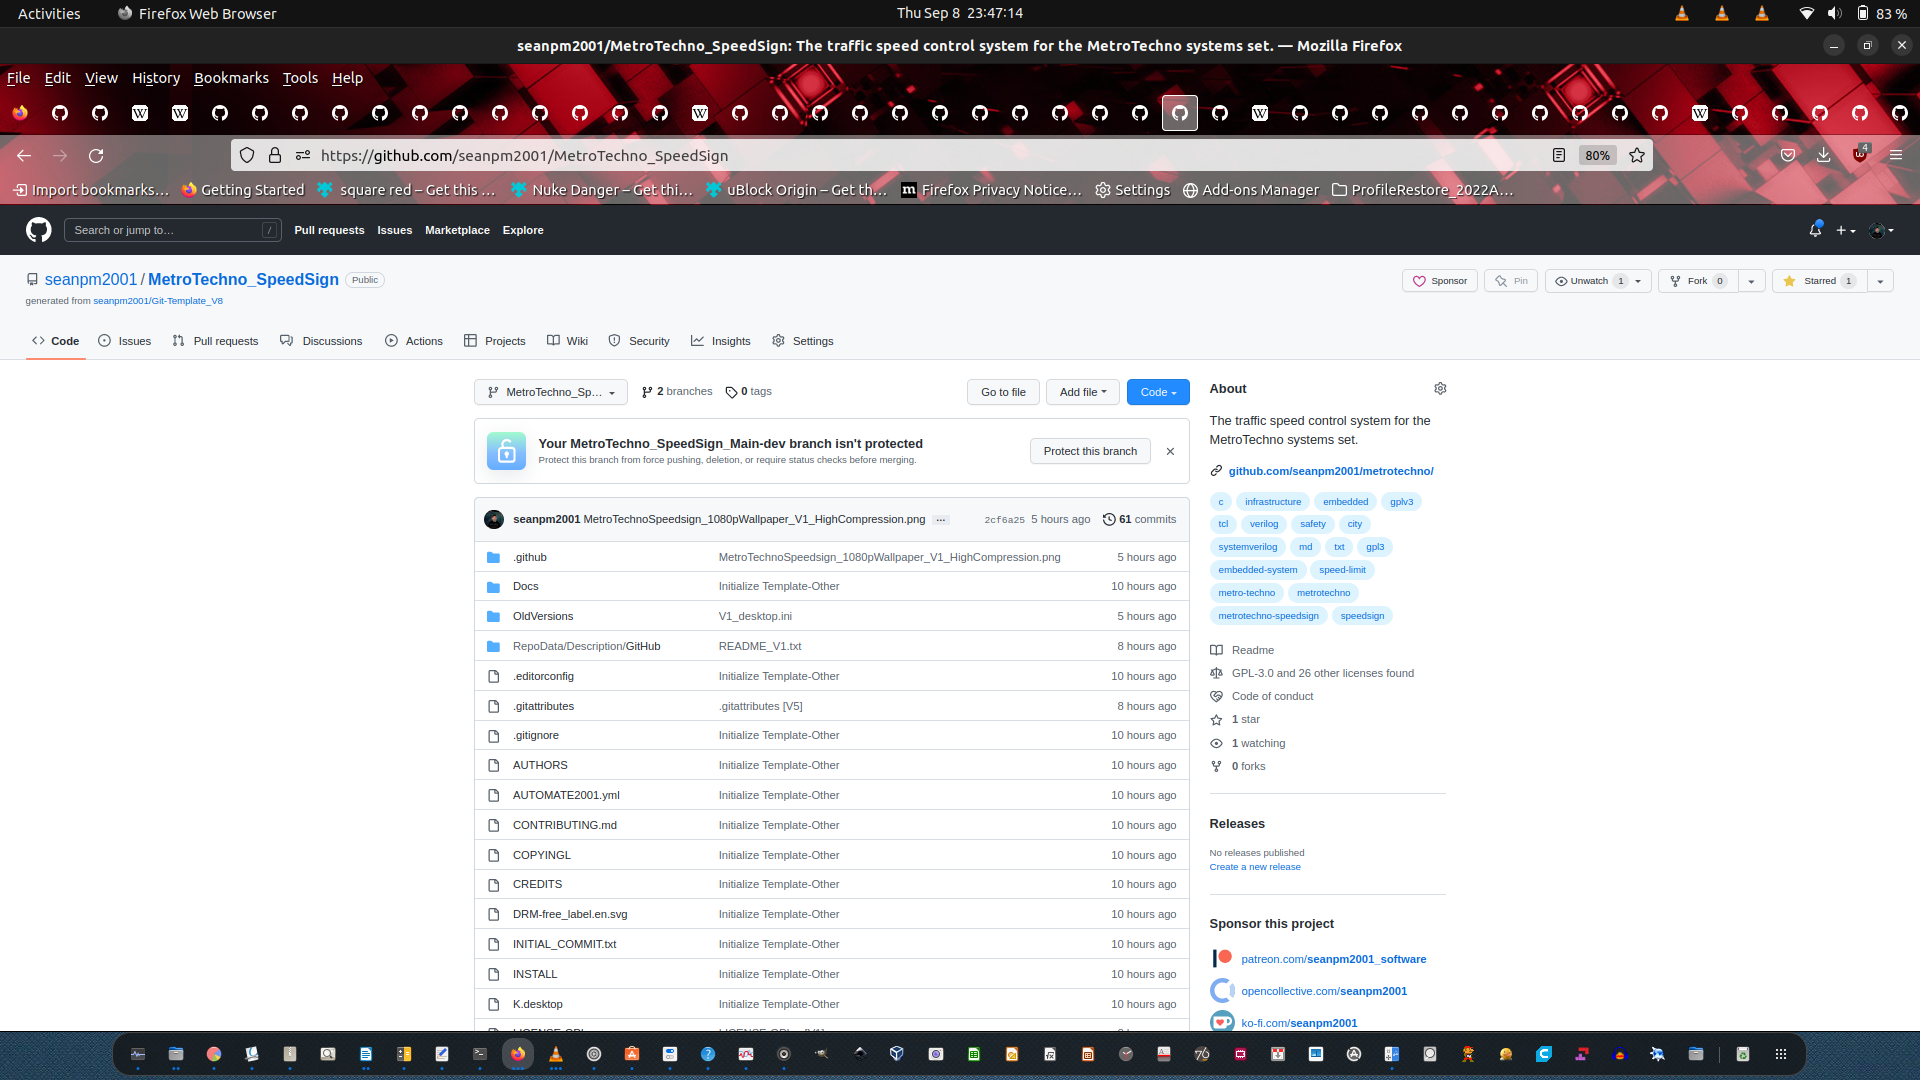 Activities
Firefox Web Browser
Thu Sep 8 23:47:14
83 %
seanpm2001/MetroTechno_SpeedSign: The traffic speed control system for the MetroTechno systems set. — Mozilla Firefox
File Edit View History Bookmarks Tools Help
https://github.com/seanpm2001/MetroTechno_SpeedSign
80%
4
Import bookmarks…
Getting Started
square red – Get this …
Nuke Danger – Get thi…
uBlock Origin – Get th…
Firefox Privacy Notice…
Settings
Add-ons Manager
ProfileRestore_2022A…
Search or jump to…
/
Pull requests
Issues
Marketplace
Explore
seanpm2001 / MetroTechno_SpeedSign
Public
generated from seanpm2001/Git-Template_V8
Sponsor
Pin
Unwatch 1
Fork 0
Starred 1
Code
Issues
Pull requests
Discussions
Actions
Projects
Wiki
Security
Insights
Settings
MetroTechno_Sp…
2 branches
0 tags
Go to file
Add file
Code
Your MetroTechno_SpeedSign_Main-dev branch isn't protected
Protect this branch from force pushing, deletion, or require status checks before merging.
Protect this branch
seanpm2001 MetroTechnoSpeedsign_1080pWallpaper_V1_HighCompression.png … 2cf6a25 5 hours ago 61 commits
.github MetroTechnoSpeedsign_1080pWallpaper_V1_HighCompression.png 5 hours ago
Docs Initialize Template-Other 10 hours ago
OldVersions V1_desktop.ini 5 hours ago
RepoData/Description/GitHub README_V1.txt 8 hours ago
.editorconfig Initialize Template-Other 10 hours ago
.gitattributes .gitattributes [V5] 8 hours ago
.gitignore Initialize Template-Other 10 hours ago
AUTHORS Initialize Template-Other 10 hours ago
AUTOMATE2001.yml Initialize Template-Other 10 hours ago
CONTRIBUTING.md Initialize Template-Other 10 hours ago
COPYINGL Initialize Template-Other 10 hours ago
CREDITS Initialize Template-Other 10 hours ago
DRM-free_label.en.svg Initialize Template-Other 10 hours ago
INITIAL_COMMIT.txt Initialize Template-Other 10 hours ago
INSTALL Initialize Template-Other 10 hours ago
K.desktop Initialize Template-Other 10 hours ago
About
The traffic speed control system for the
MetroTechno systems set.
github.com/seanpm2001/metrotechno/
c infrastructure embedded gplv3
tcl verilog safety city
systemverilog md txt gpl3
embedded-system speed-limit
metro-techno metrotechno
metrotechno-speedsign speedsign
Readme
GPL-3.0 and 26 other licenses found
Code of conduct
1 star
1 watching
0 forks
Releases
No releases published
Create a new release
Sponsor this project
patreon.com/seanpm2001_software
opencollective.com/seanpm2001
ko-fi.com/seanpm2001